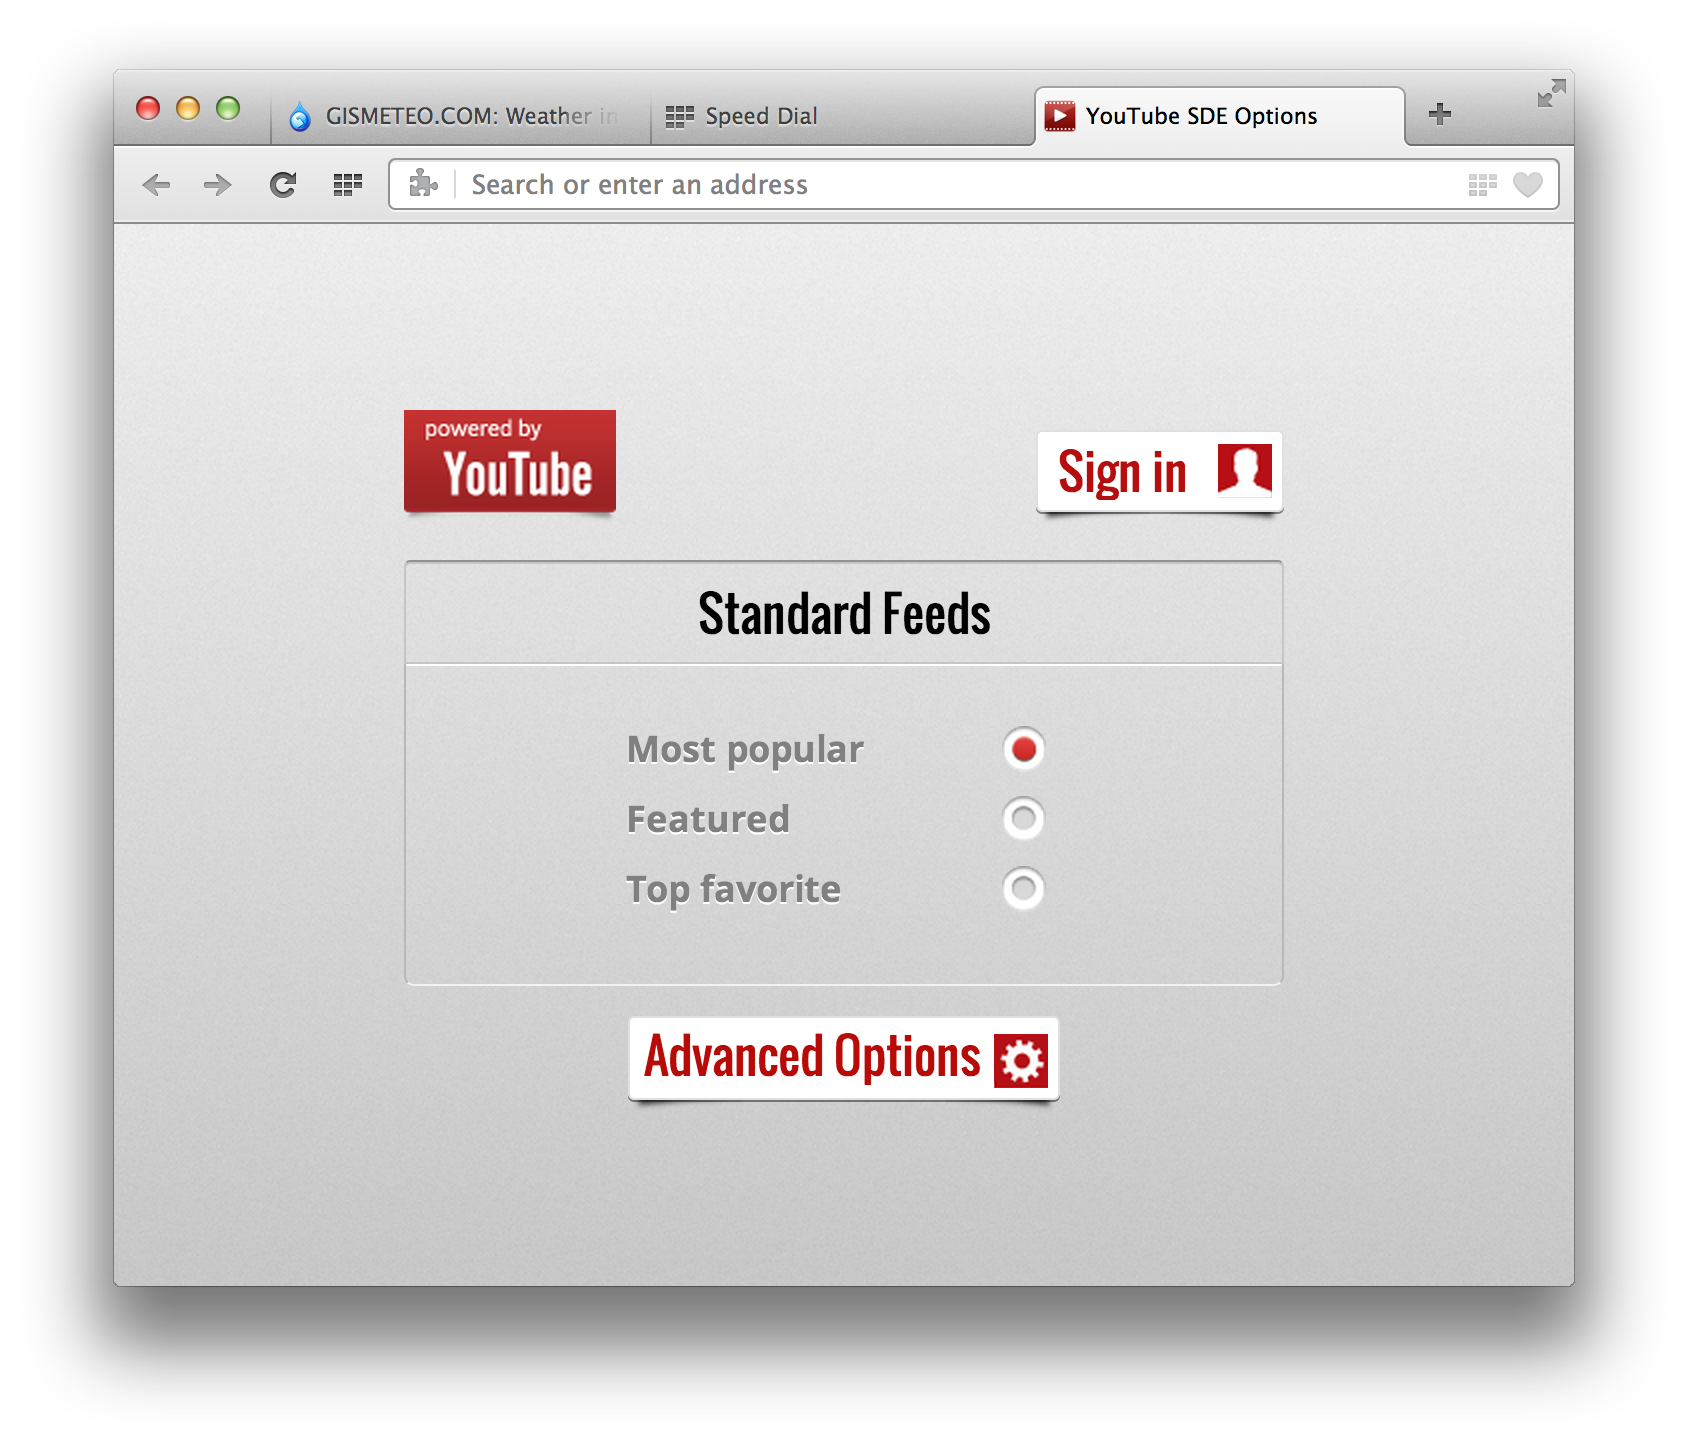 GISMETEO.COM: Weather in
Speed Dial
YouTube SDE Options
Search or enter an address
powered by
YouTube
Sign in
Standard Feeds
Most popular
Featured
Top favorite
Advanced Options